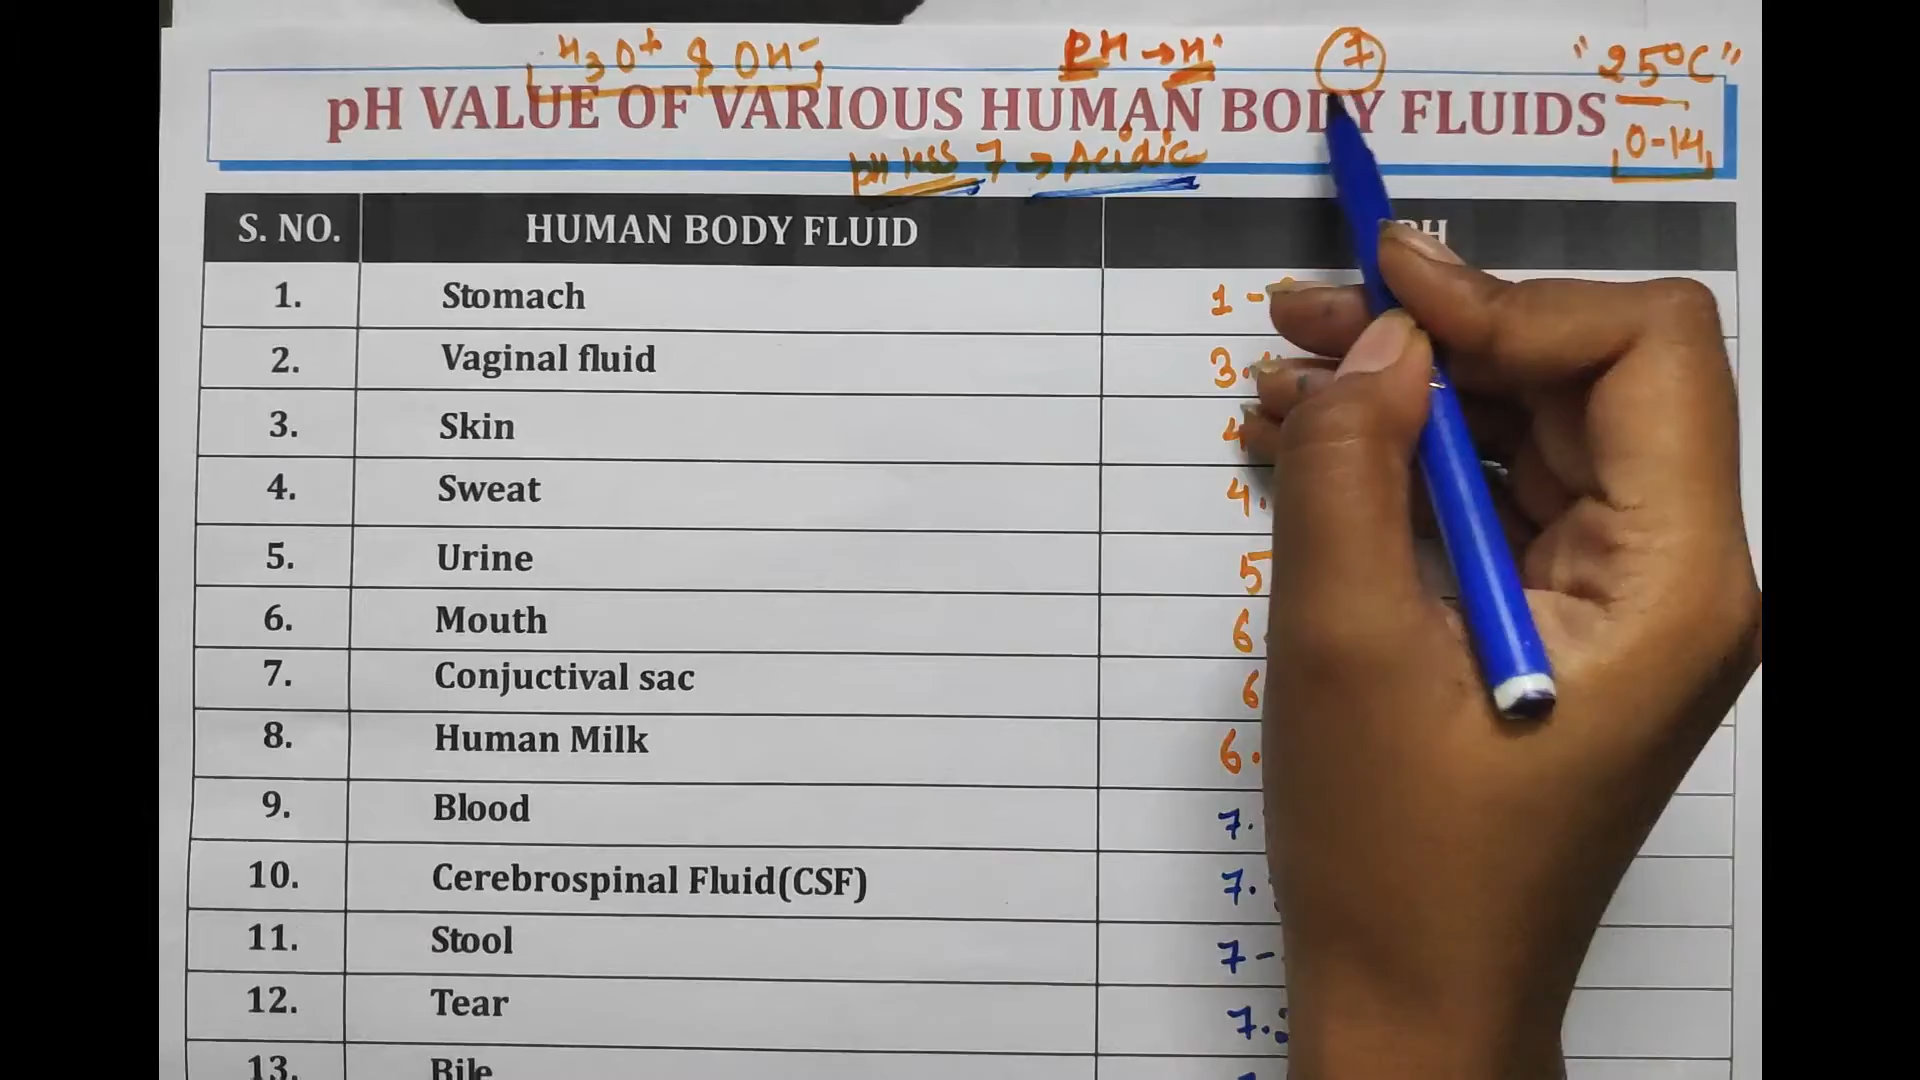 H3O+ & OH-
pH → H+
7
"25°C"
pH VALUE OF VARIOUS HUMAN BODY FLUIDS
0-14
pH less 7 → Acidic
S. NO. HUMAN BODY FLUID PH
1. Stomach 1 -
2. Vaginal fluid 3.
3. Skin 4
4. Sweat 4.
5. Urine 5
6. Mouth 6.
7. Conjuctival sac 6
8. Human Milk 6.
9. Blood 7.
10. Cerebrospinal Fluid(CSF) 7.
11. Stool 7-
12. Tear 7.
13. Bile